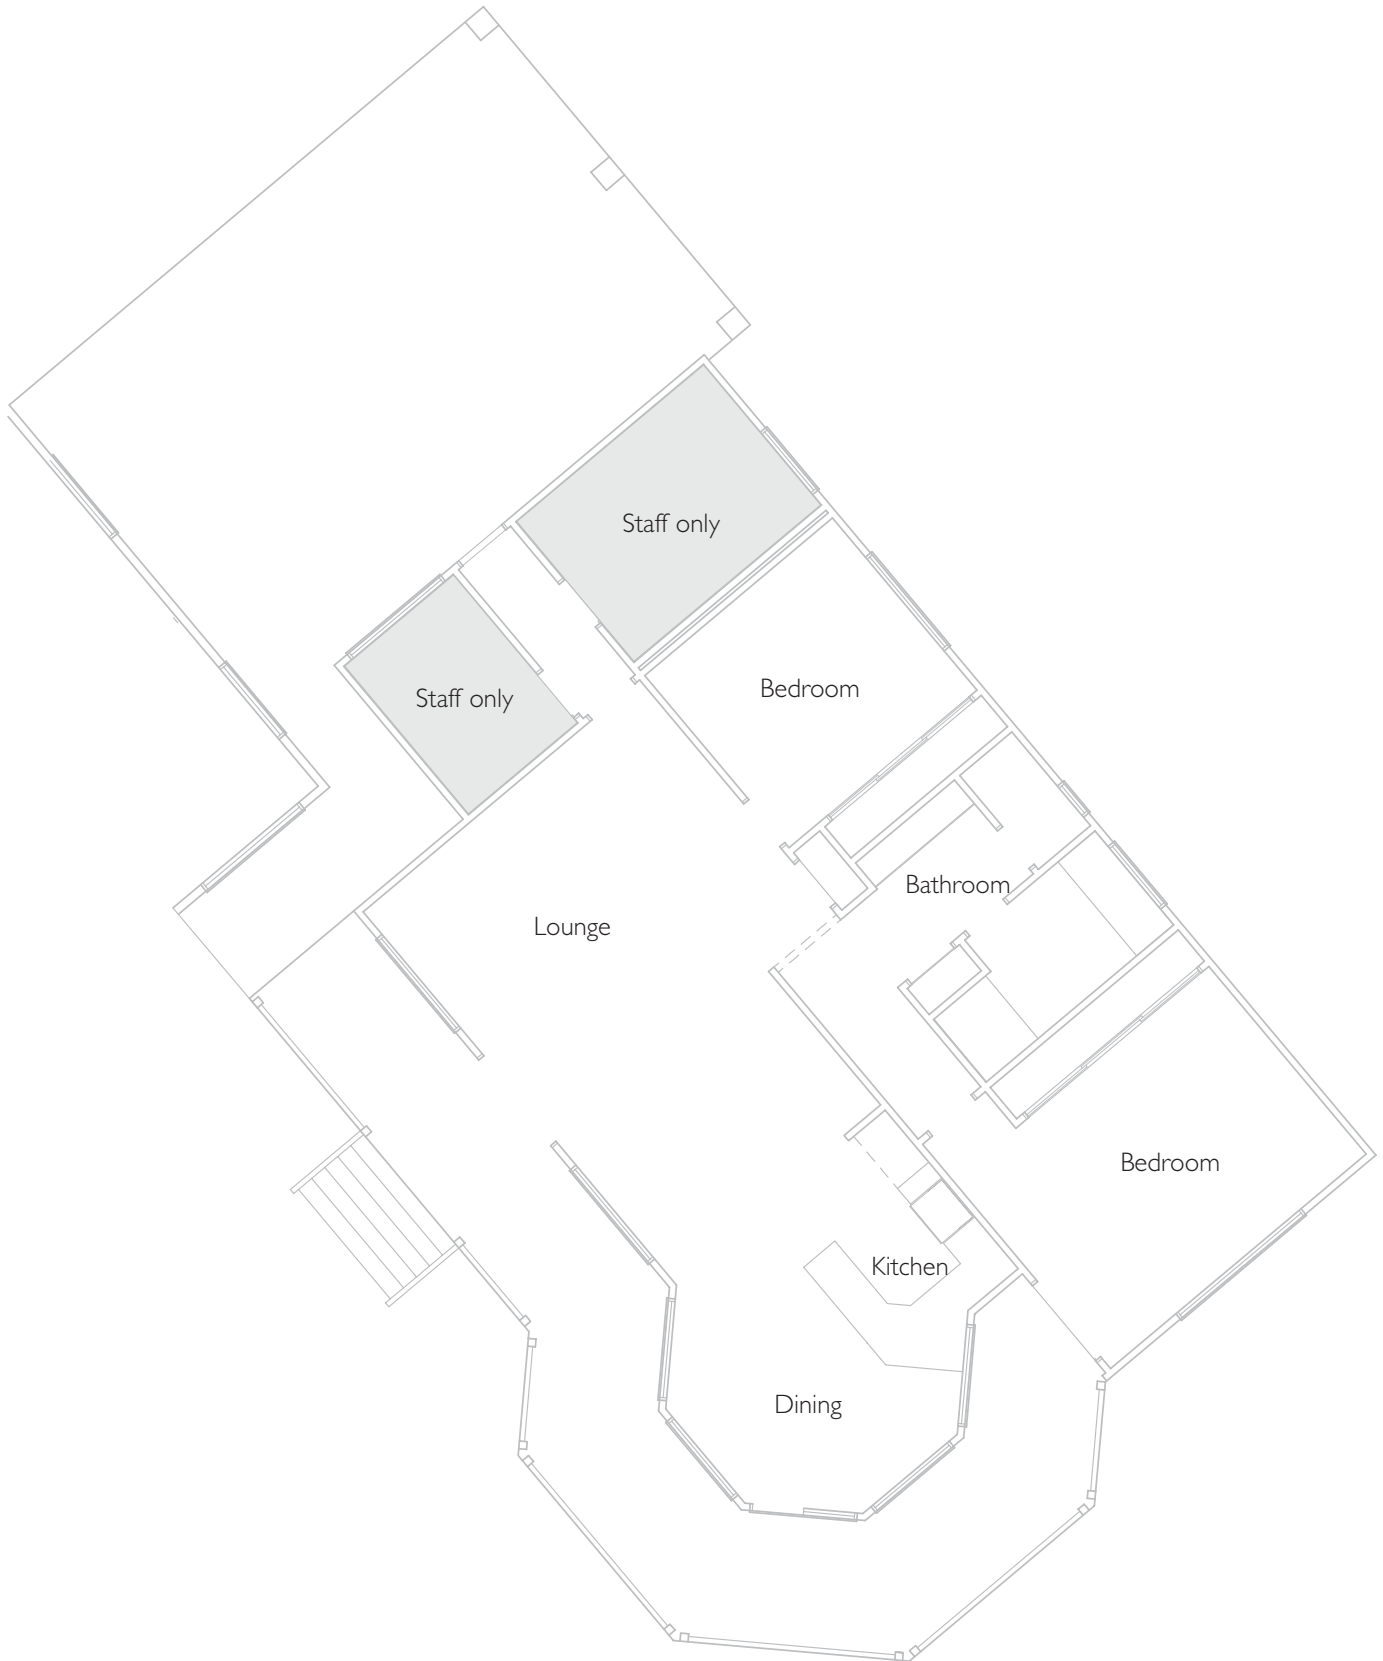 Staff only
Bedroom
Staff only
Bathroom
Lounge
Bedroom
Kitchen
Dining